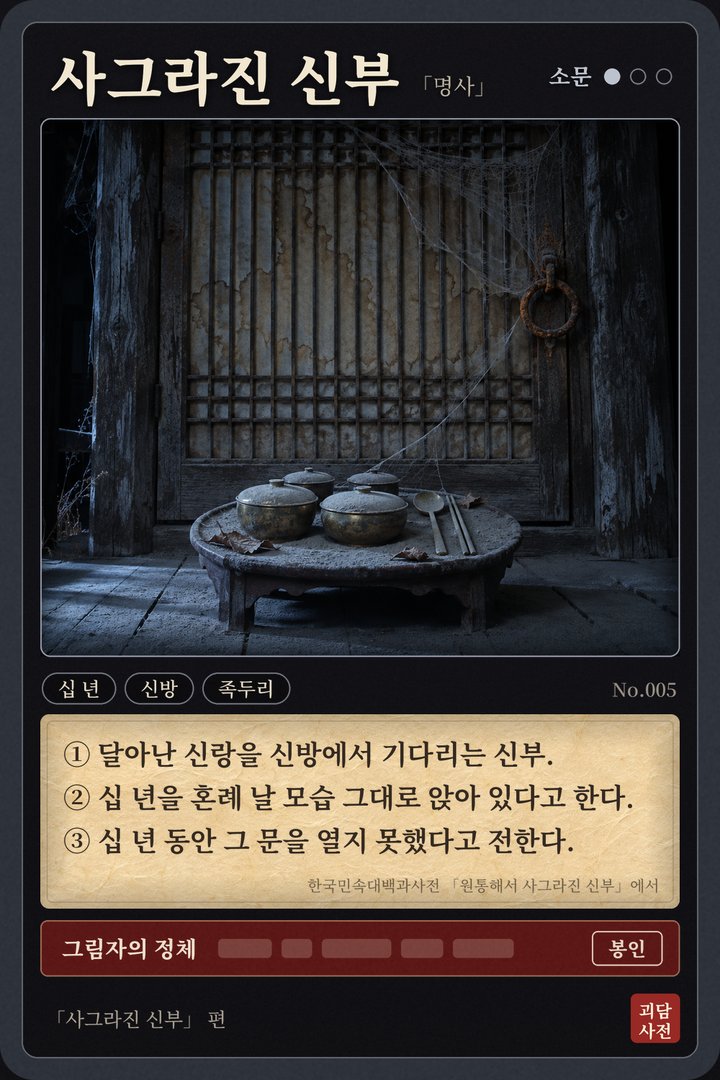 사그라진 신부 「명사」 소문
십 년 신방 족두리 No.005
① 달아난 신랑을 신방에서 기다리는 신부.
② 십 년을 혼례 날 모습 그대로 앉아 있다고 한다.
③ 십 년 동안 그 문을 열지 못했다고 전한다.
한국민속대백과사전 「원통해서 사그라진 신부」에서
그림자의 정체 봉인
「사그라진 신부」 편
괴담
사전